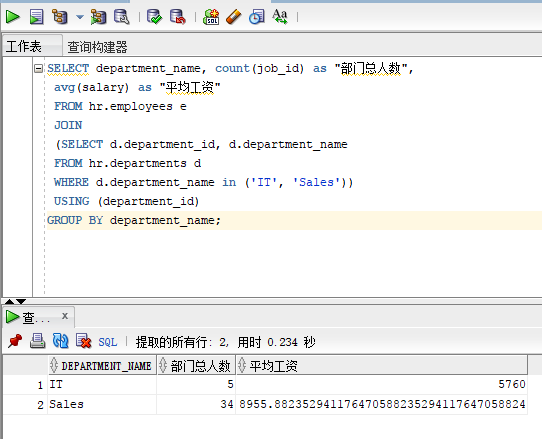 工作表 查询构建器
SELECT department_name, count(job_id) as "部门总人数",
avg(salary) as "平均工资"
FROM hr.employees e
JOIN
(SELECT d.department_id, d.department_name
FROM hr.departments d
WHERE d.department_name in ('IT', 'Sales'))
USING (department_id)
GROUP BY department_name;
查... x
SQL | 提取的所有行: 2, 用时 0.234 秒
DEPARTMENT_NAME 部门总人数 平均工资
1 IT 5 5760
2 Sales 34 8955.88235294117647058823529411764705 8824